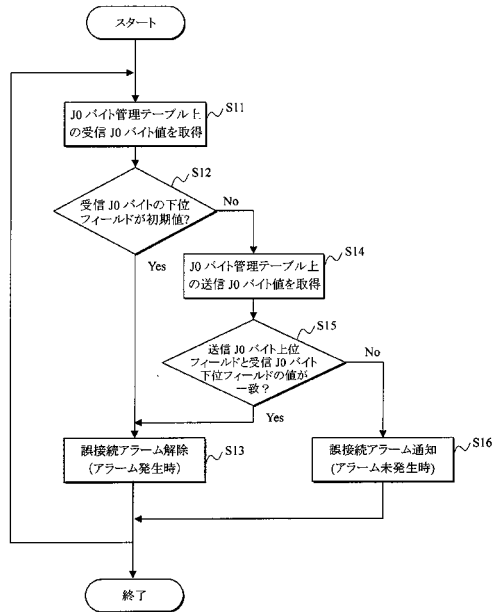 スタート
J0 バイト管理テーブル上
の受信 J0 バイト値を取得
S11
受信 J0 バイトの下位
フィールドが初期値?
S12
No
Yes
J0 バイト管理テーブル上
の送信 J0 バイト値を取得
S14
送信 J0 バイト上位
フィールドと受信 J0 バイト
下位フィールドの値が
一致?
S15
No
Yes
誤接続アラーム解除
(アラーム発生時)
S13
誤接続アラーム通知
(アラーム未発生時)
S16
終了